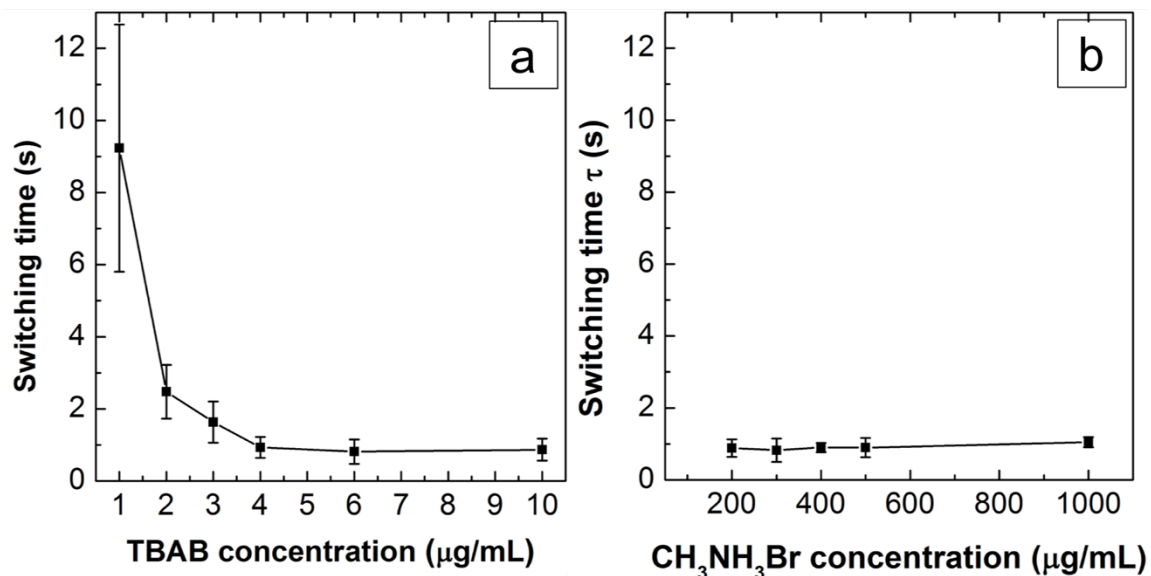 a
12
10
8
6
4
2
0
Switching time (s)
1 2 3 4 5 6 7 8 9 10
TBAB concentration (μg/mL)
b
12
10
8
6
4
2
0
Switching time τ (s)
200 400 600 800 1000
CH₃NH₃Br concentration (μg/mL)